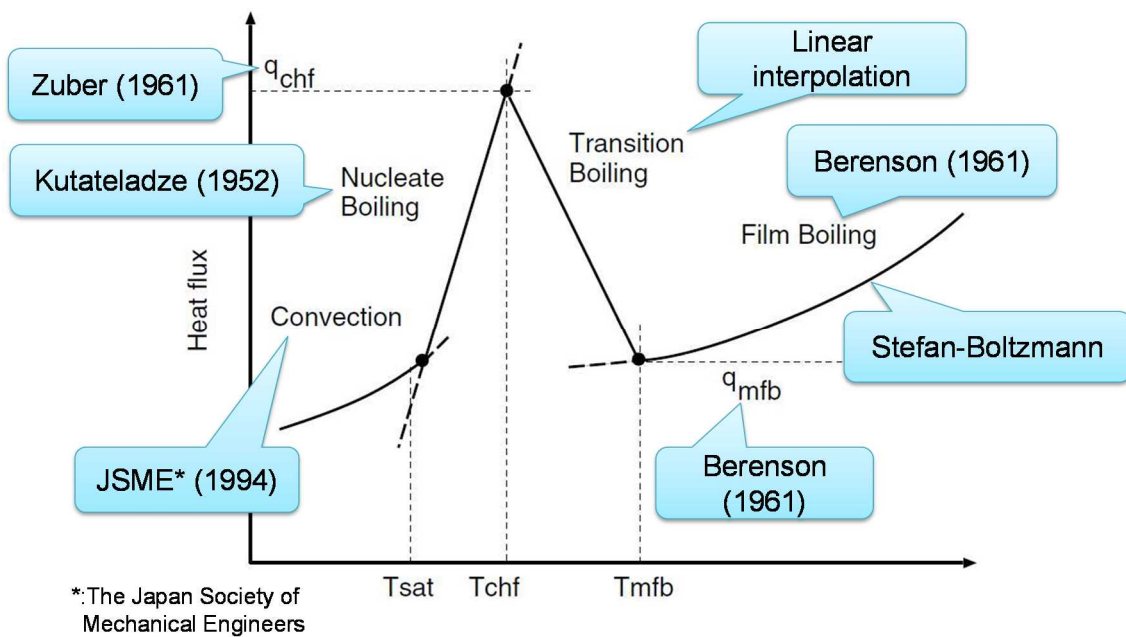 Zuber (1961)
q_chf
Linear
interpolation
Kutateladze (1952)
Nucleate
Boiling
Transition
Boiling
Berenson (1961)
Film Boiling
Heat flux
Convection
Stefan-Boltzmann
q_mfb
JSME* (1994)
Berenson
(1961)
Tsat
Tchf
Tmfb
*:The Japan Society of
Mechanical Engineers